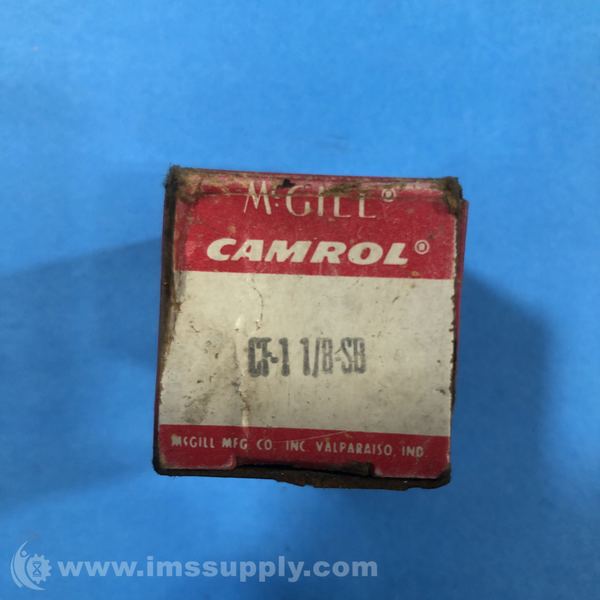 McGILL®
CAMROL®
CF-1 1/8-SB
McGILL MFG. CO. INC. VALPARAISO, IND.
www.imssupply.com